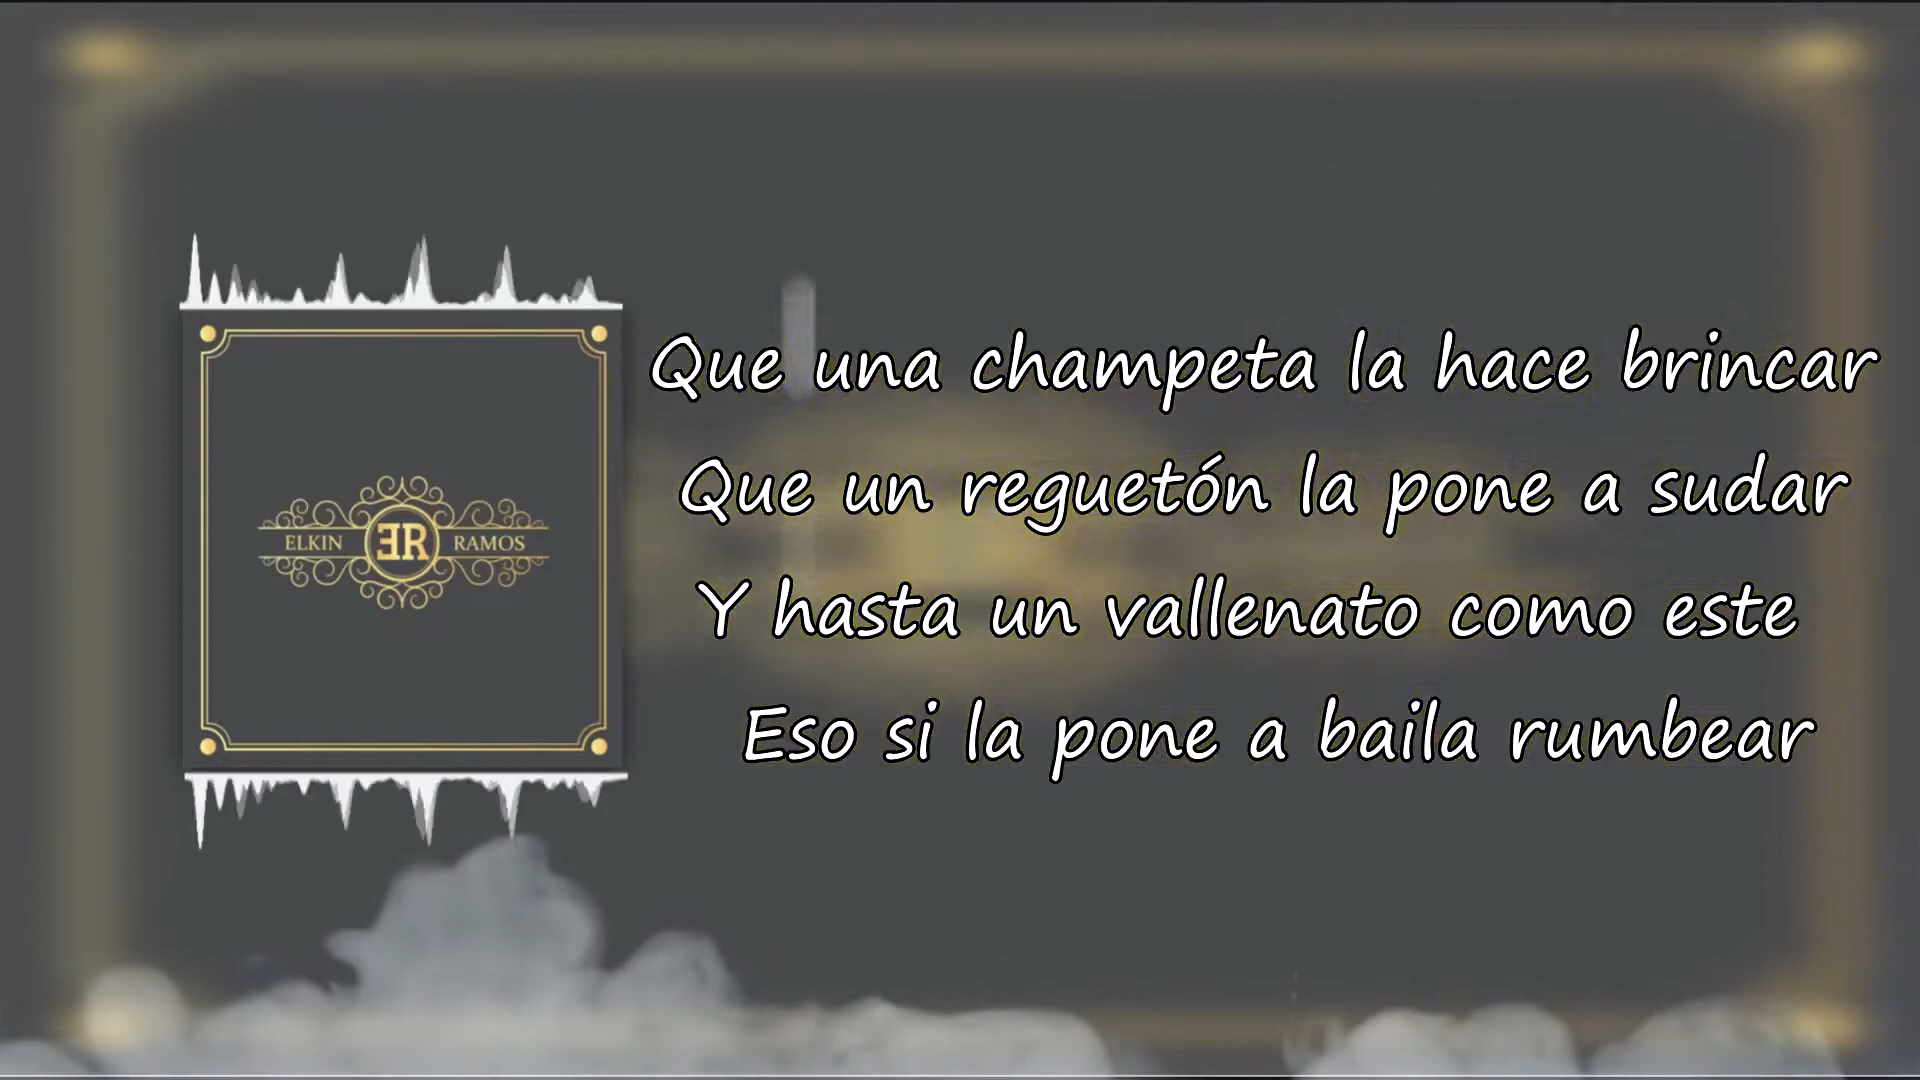 ELKIN ER RAMOS
Que una champeta la hace brincar
Que un reguetón la pone a sudar
Y hasta un vallenato como este
Eso si la pone a baila rumbear